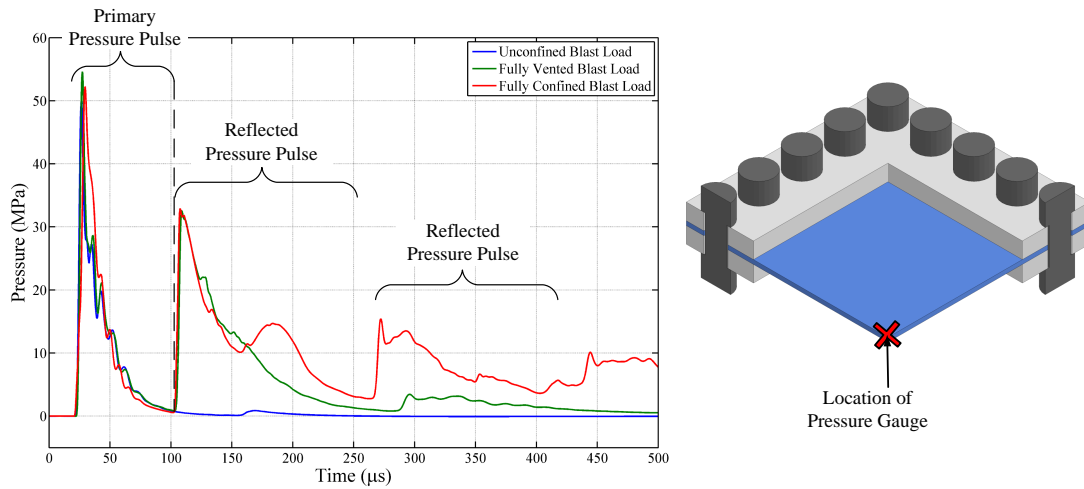 Primary
Pressure Pulse
60
50
40
30
20
10
0
Pressure (MPa)
Unconfined Blast Load
Fully Vented Blast Load
Fully Confined Blast Load
Reflected
Pressure Pulse
Reflected
Pressure Pulse
0 50 100 150 200 250 300 350 400 450 500
Time (μs)
Location of
Pressure Gauge